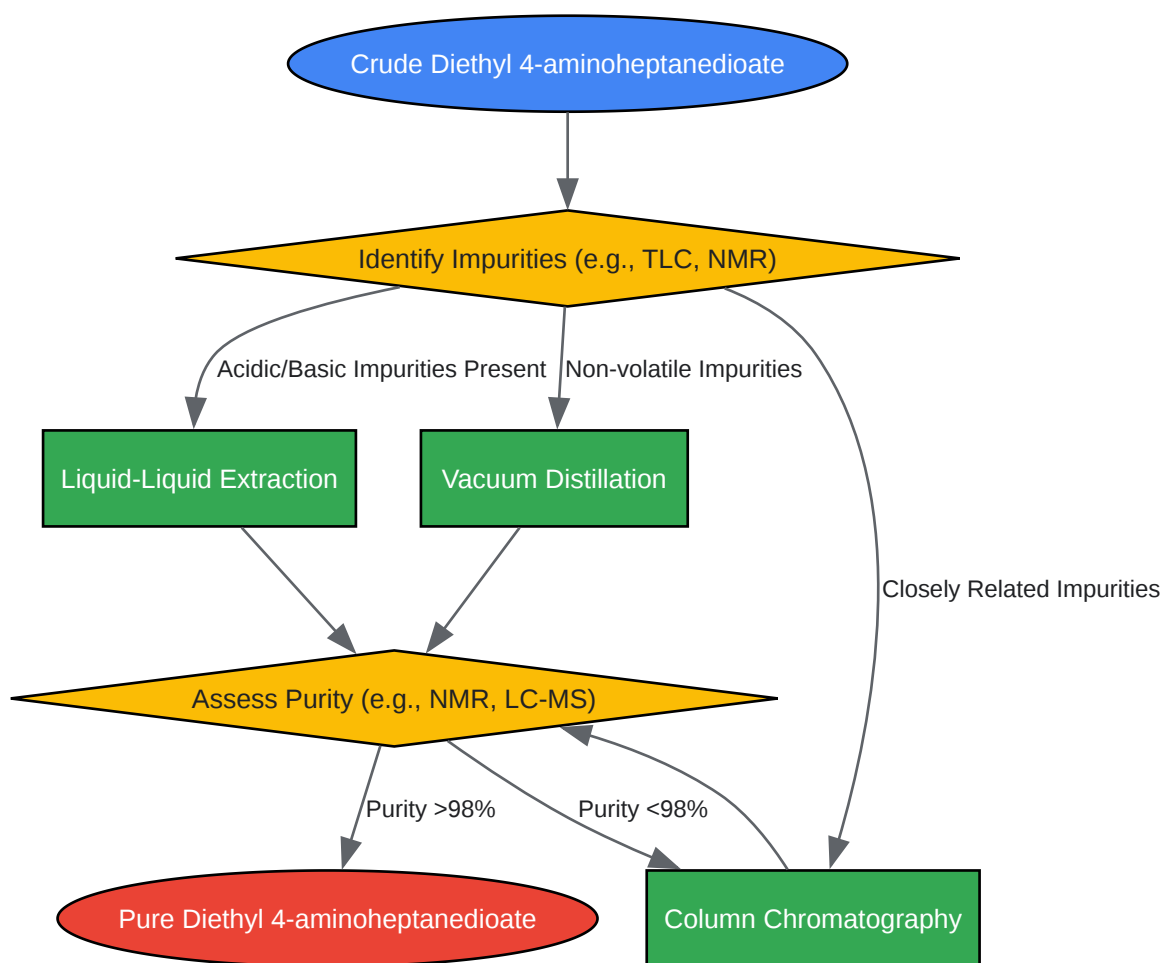 Crude Diethyl 4-aminoheptanedioate
Identify Impurities (e.g., TLC, NMR)
Acidic/Basic Impurities Present
Non-volatile Impurities
Liquid-Liquid Extraction
Vacuum Distillation
Closely Related Impurities
Assess Purity (e.g., NMR, LC-MS)
Purity >98%
Purity <98%
Pure Diethyl 4-aminoheptanedioate
Column Chromatography